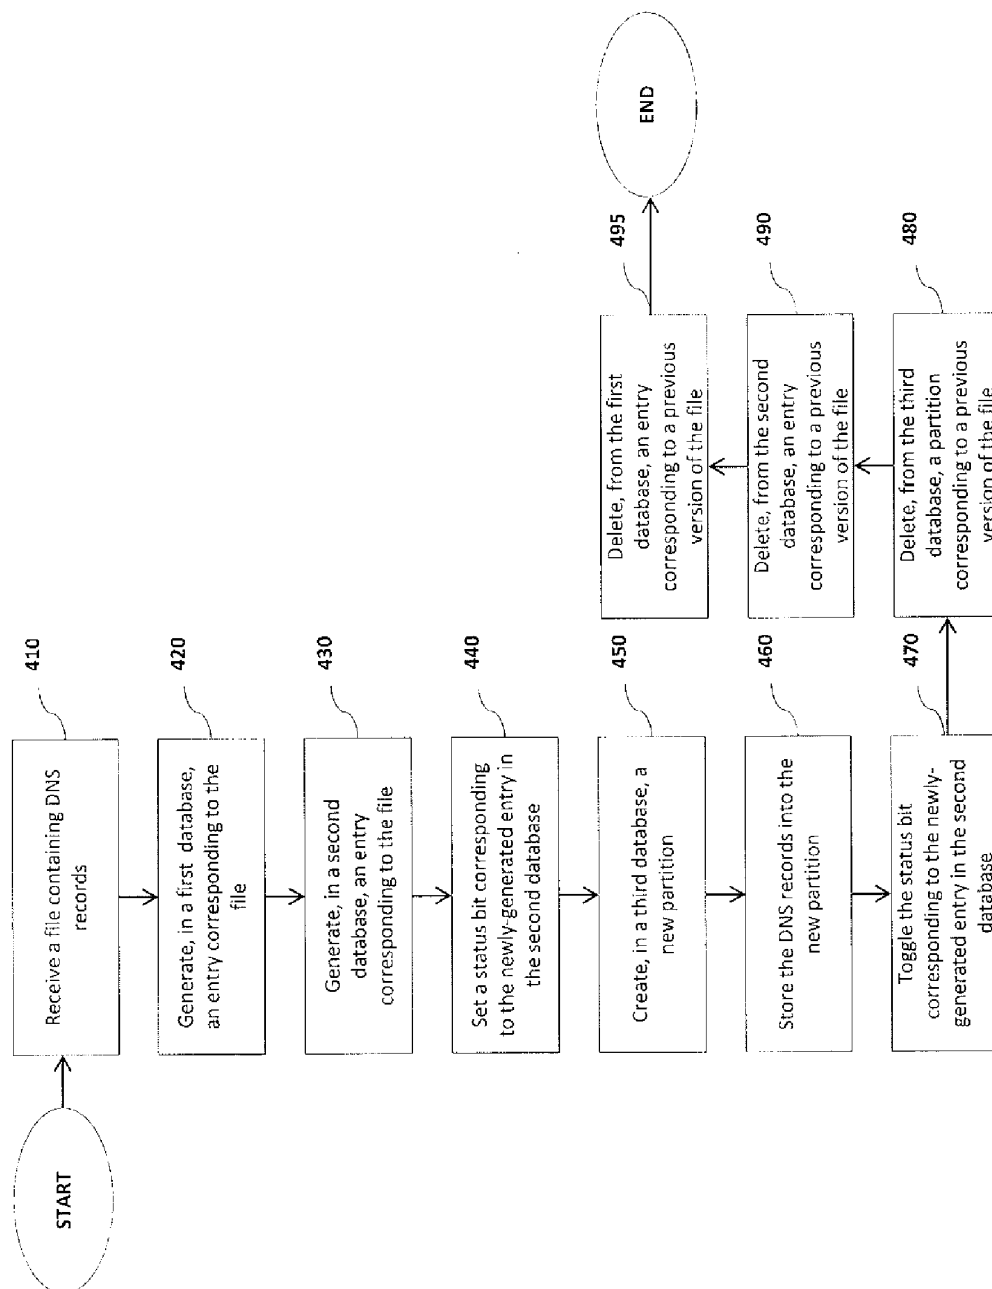 START
410
Receive a file containing DNS
records
420
Generate, in a first database,
an entry corresponding to the
file
430
Generate, in a second
database, an entry
corresponding to the file
440
Set a status bit corresponding
to the newly-generated entry in
the second database
450
Create, in a third database, a
new partition
460
Store the DNS records into the
new partition
470
Toggle the status bit
corresponding to the newly-
generated entry in the second
database
480
Delete, from the third
database, a partition
corresponding to a previous
version of the file
490
Delete, from the second
database, an entry
corresponding to a previous
version of the file
495
Delete, from the first
database, an entry
corresponding to a previous
version of the file
END